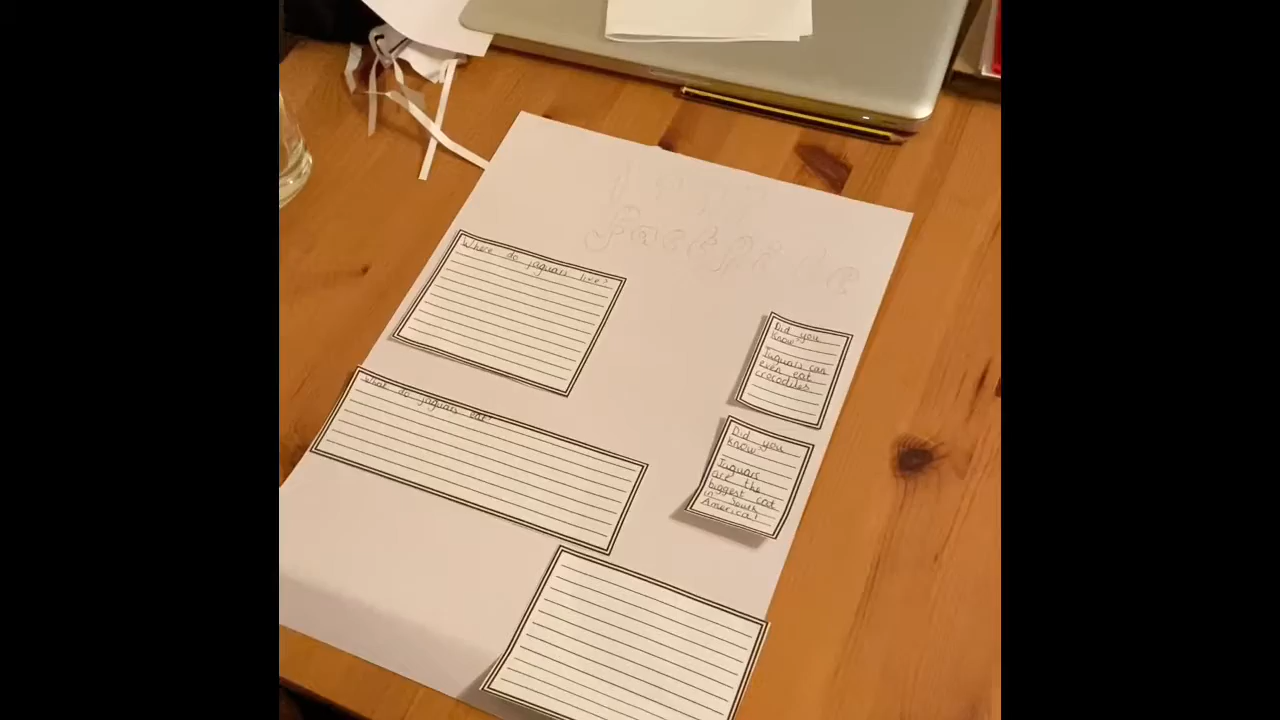 Where do jaguars live?
What do jaguars eat?
Did you
know
Jaguars can
even eat
crocodiles
Did you
know
Jaguars
are the
biggest cat
in South
America!